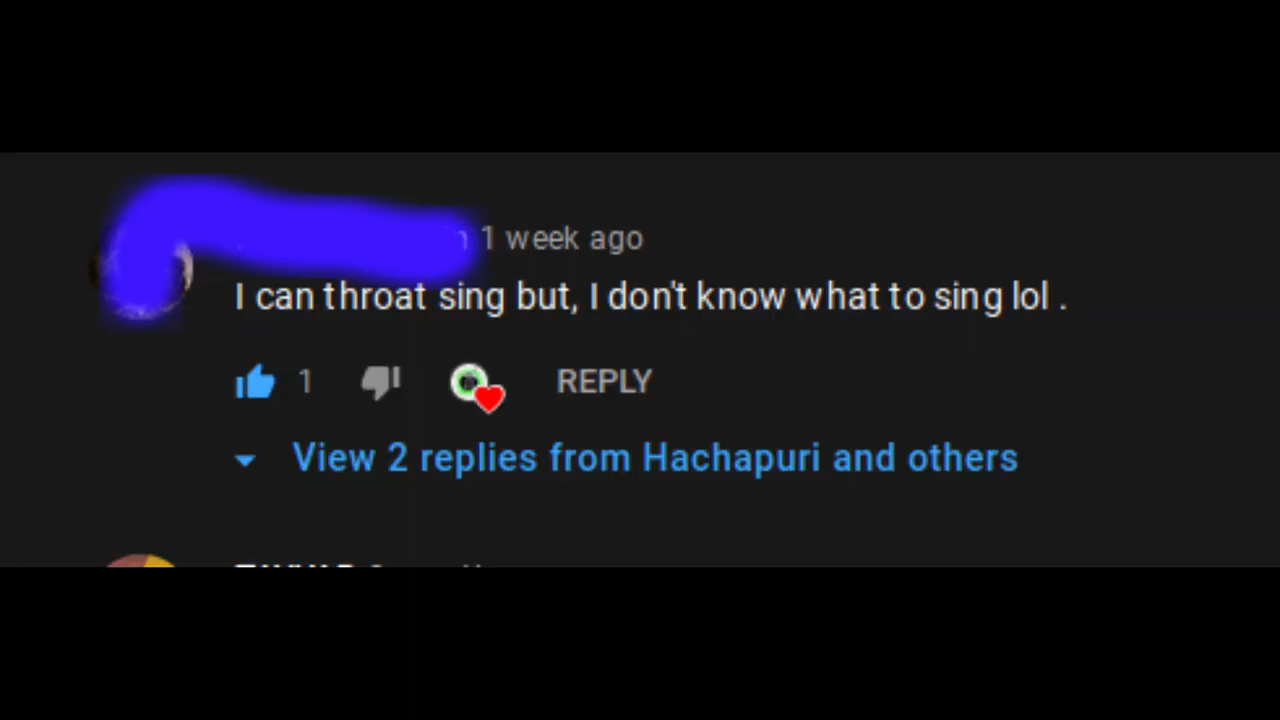 1 week ago
I can throat sing but, I don't know what to sing lol .
1 REPLY
View 2 replies from Hachapuri and others